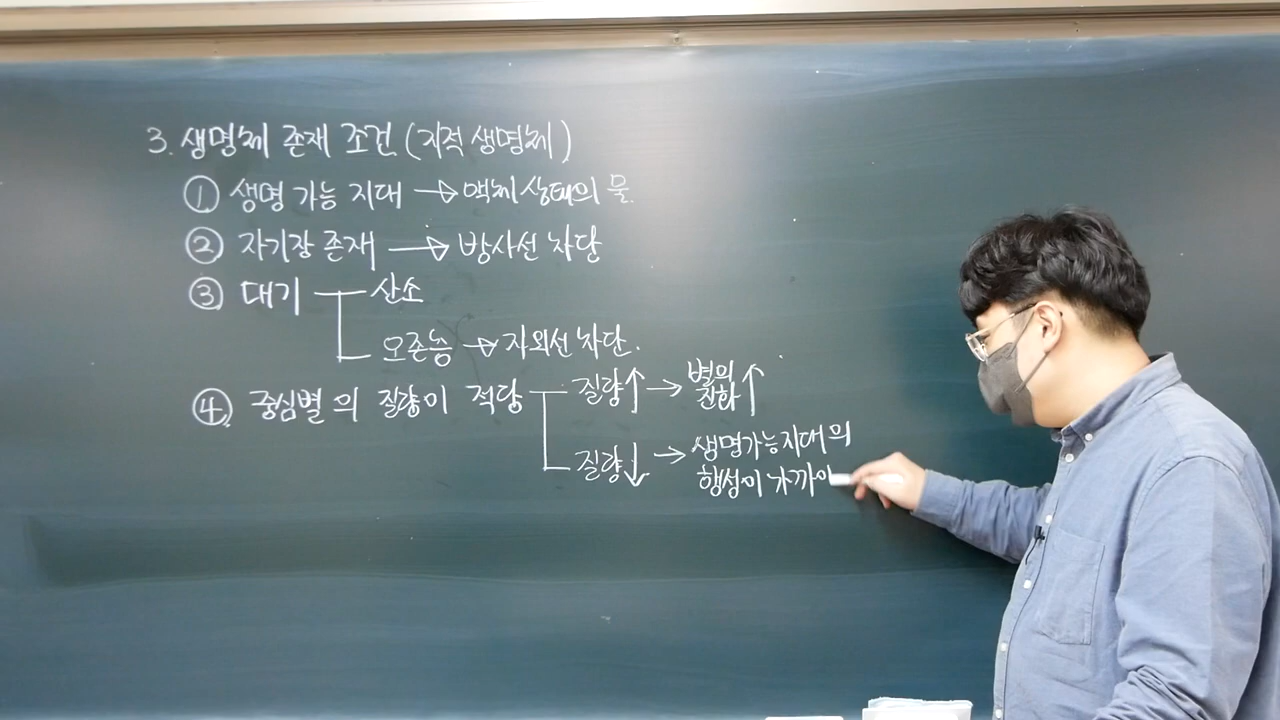 3. 생명체 존재 조건 (지적 생명체)
① 생명 가능 지대 → 액체 상태의 물.
② 자기장 존재 → 방사선 차단
③ 대기 산소
오존층 → 자외선 차단.
④ 중심별의 질량이 적당 질량↑ → 별의 진화↑
질량↓ → 생명가능지대의
행성이 가까이